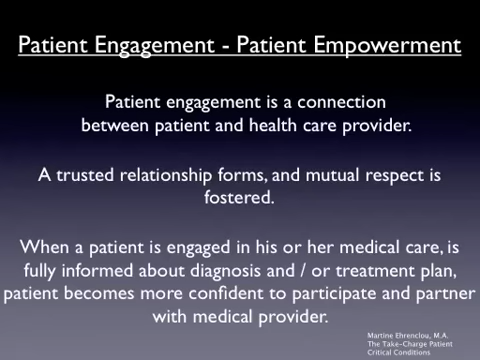 Patient Engagement - Patient Empowerment
Patient engagement is a connection
between patient and health care provider.
A trusted relationship forms, and mutual respect is
fostered.
When a patient is engaged in his or her medical care, is
fully informed about diagnosis and / or treatment plan,
patient becomes more confident to participate and partner
with medical provider.
Martine Ehrenclou, M.A.
The Take-Charge Patient
Critical Conditions